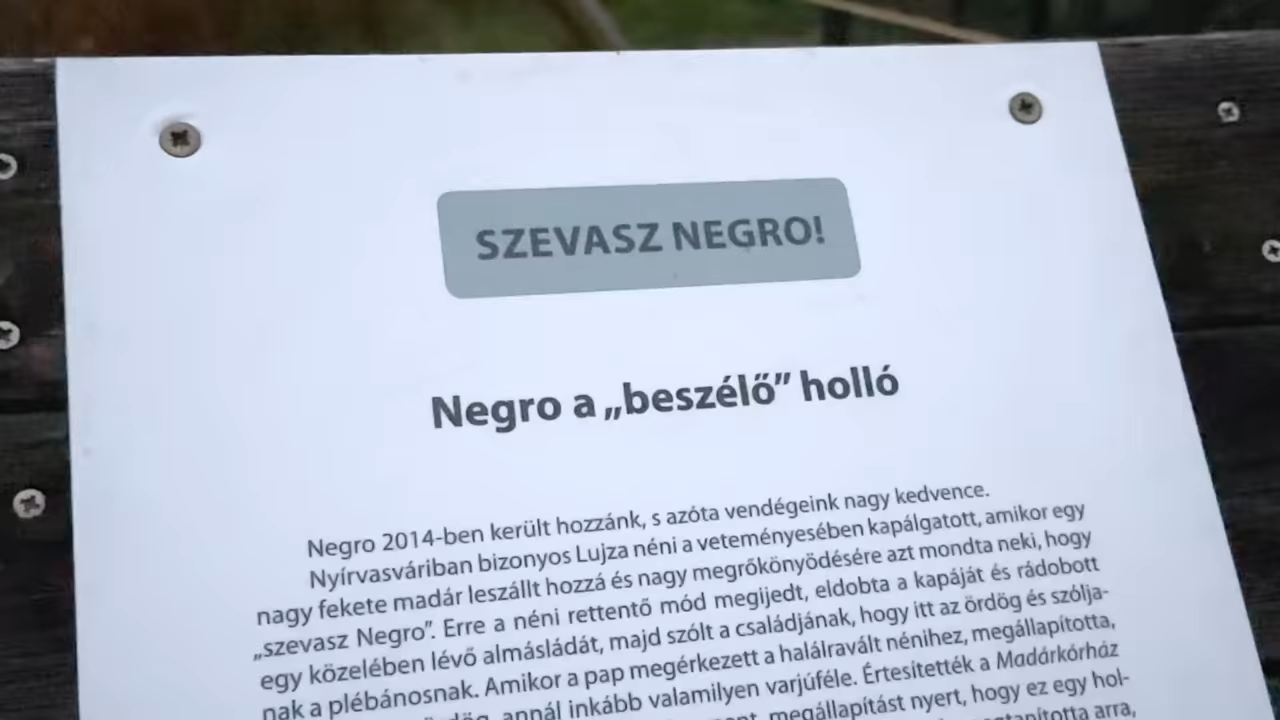 SZEVASZ NEGRO!
Negro a „beszélő” holló
Negro 2014-ben került hozzánk, s azóta vendégeink nagy kedvence.
Nyírvasváriban bizonyos Lujza néni a veteményesében kapálgatott, amikor egy
nagy fekete madár leszállt hozzá és nagy megrőkönyödésére azt mondta neki, hogy
„szevasz Negro”. Erre a néni rettentő mód megijedt, eldobta a kapáját és rádobott
egy közelében lévő almásládát, majd szólt a családjának, hogy itt az ördög és szólja-
nak a plébánosnak. Amikor a pap megérkezett a halálravált nénihez, megállapította,
annál inkább valamilyen varjúféle. Értesítették a Madárkórház
megállapítást nyert, hogy ez egy hol-
arra,